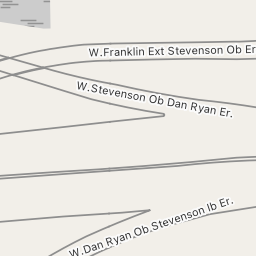 W.Franklin Ext Stevenson Ob Er
W.Stevenson Ob Dan Ryan Er.
W.Dan Ryan Ob Stevenson Ib Er.